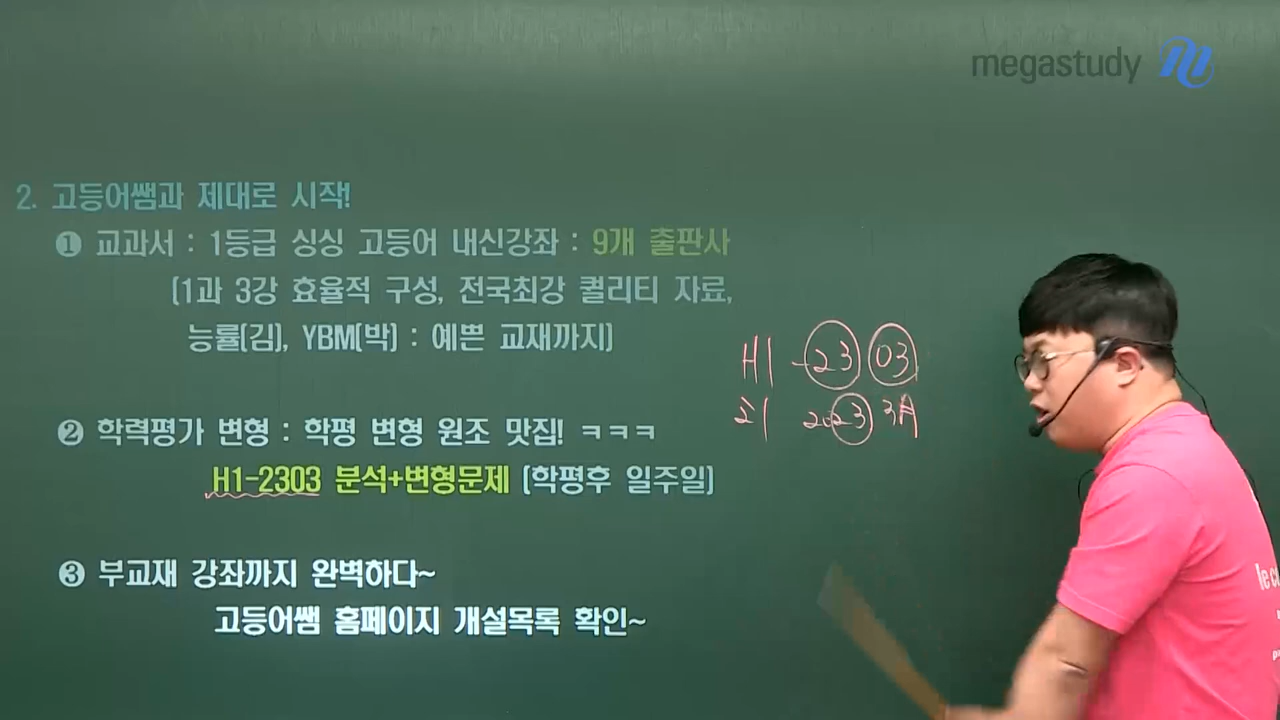 megastudy
2. 고등어쌤과 제대로 시작!
❶ 교과서 : 1등급 싱싱 고등어 내신강좌 : 9개 출판사
(1과 3강 효율적 구성, 전국최강 퀄리티 자료,
능률(김), YBM(박) : 예쁜 교재까지)
H1 - 23 03
고1 2023 3月
❷ 학력평가 변형 : 학평 변형 원조 맛집! ㅋㅋㅋ
H1-2303 분석+변형문제 (학평후 일주일)
❸ 부교재 강좌까지 완벽하다~
고등어쌤 홈페이지 개설목록 확인~